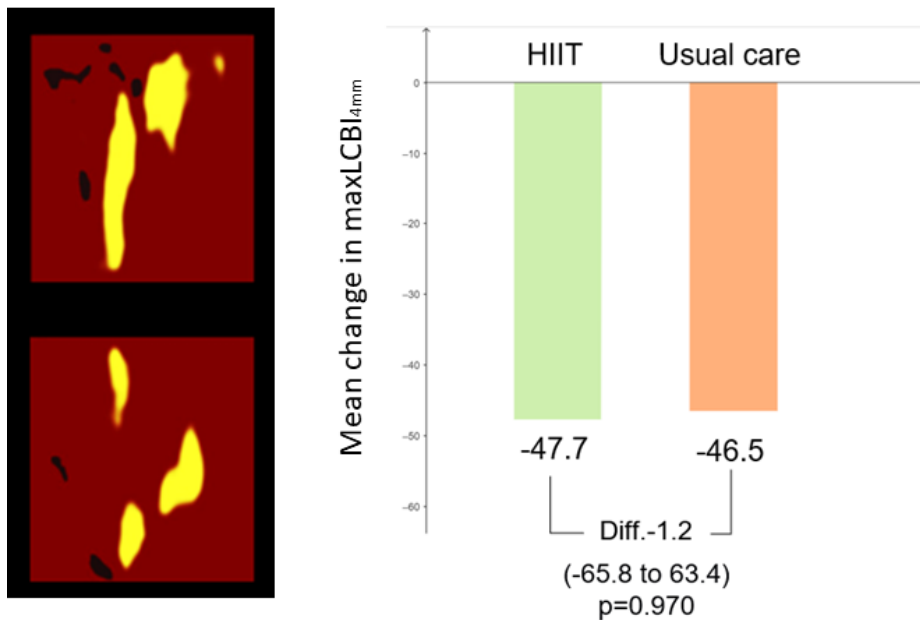 HIIT Usual care
Mean change in maxLCBI4mm
0
–10
–20
–30
–40
–50
–60
-47.7 -46.5
Diff.-1.2
(-65.8 to 63.4)
p=0.970